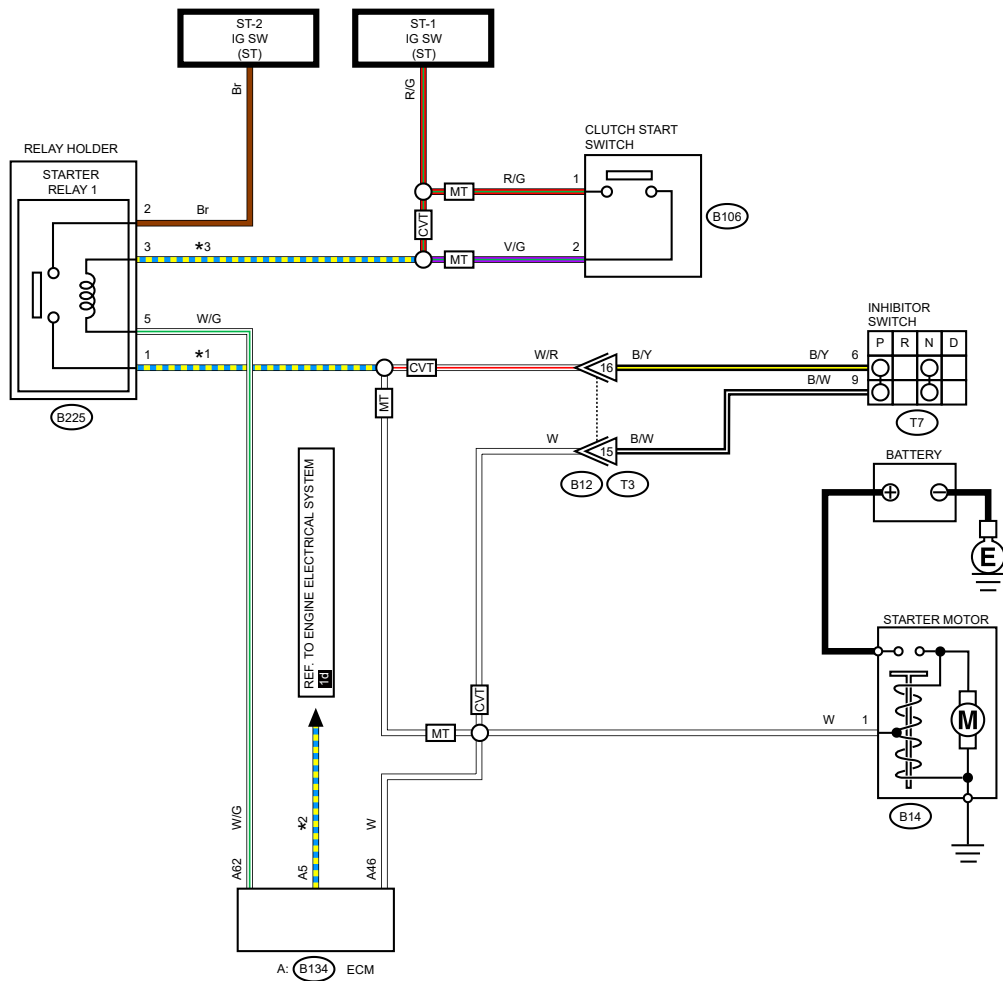 ST-2
IG SW
(ST)
ST-1
IG SW
(ST)
Br
R/G
RELAY HOLDER
STARTER
RELAY 1
CLUTCH START
SWITCH
MT
R/G
1
B106
2
Br
CVT
3
*3
MT
V/G
2
INHIBITOR
SWITCH
P R N D
5
W/G
1
*1
CVT
W/R
16
B/Y
B/Y
6
B/W
9
B225
MT
T7
W
15
B/W
B12
T3
BATTERY
+
-
E
REF. TO ENGINE ELECTRICAL SYSTEM
1d
STARTER MOTOR
CVT
MT
W
1
M
B14
W/G
*2
W
A62
A5
A46
A: B134 ECM